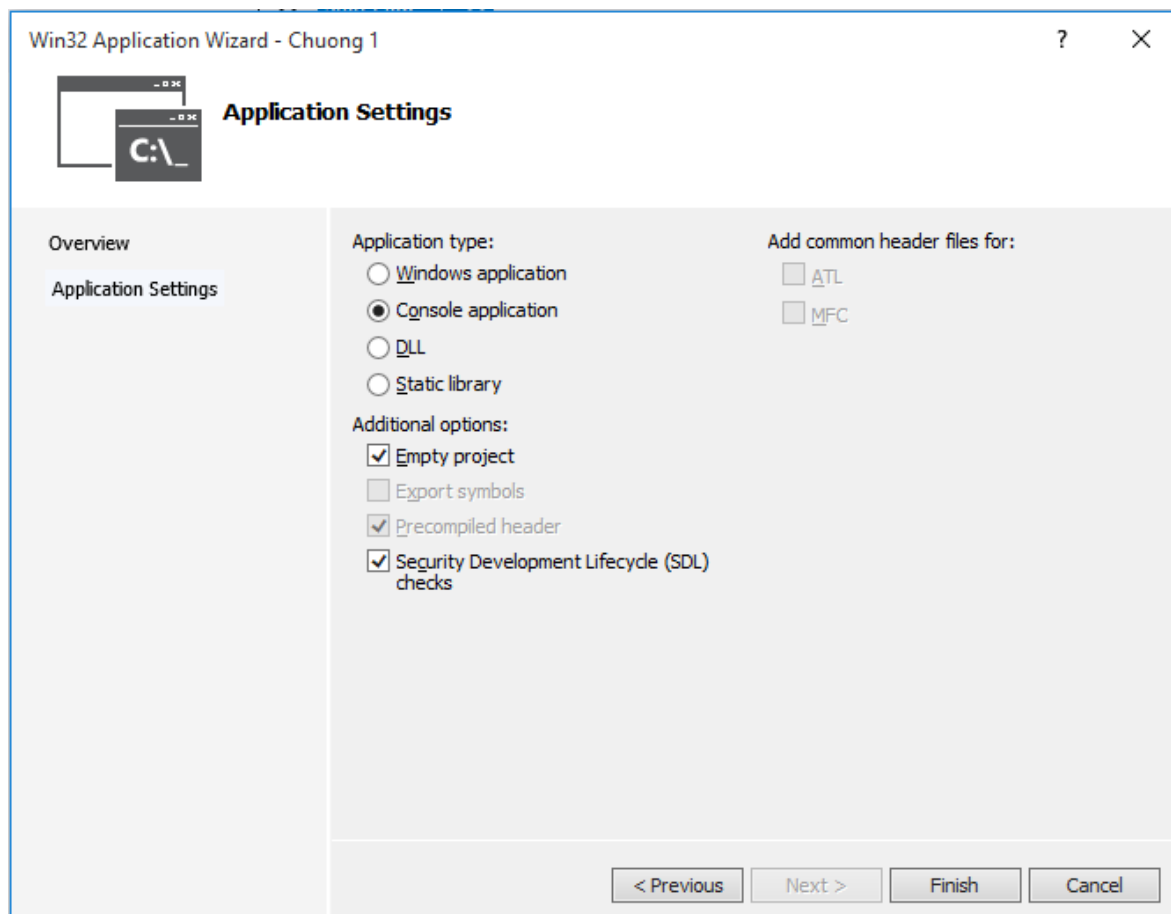 Win32 Application Wizard - Chuong 1
?
C:\_
Application Settings
Overview
Application Settings
Application type:
Windows application
Console application
DLL
Static library
Additional options:
Empty project
Export symbols
Precompiled header
Security Development Lifecycle (SDL)
checks
Add common header files for:
ATL
MFC
< Previous
Next >
Finish
Cancel